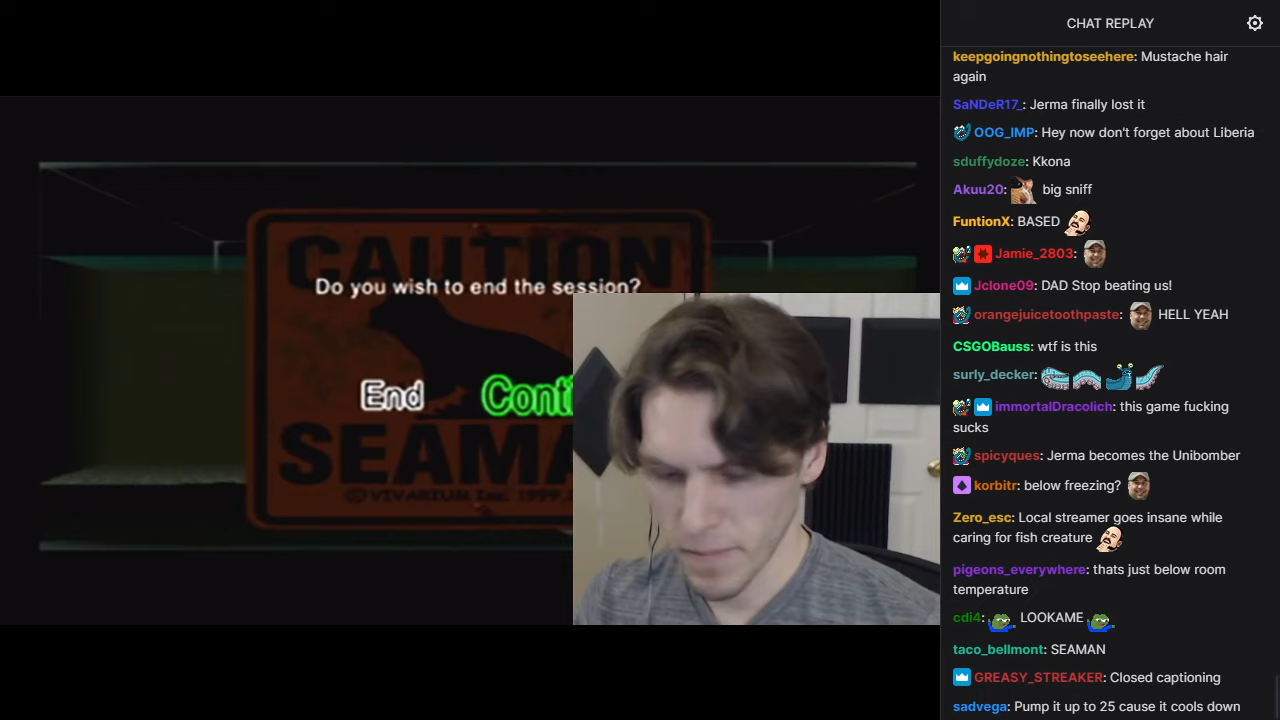 CHAT REPLAY
keepgoingnothingtoseehere: Mustache hair
again
SaNDeR17_: Jerma finally lost it
OOG_IMP: Hey now don't forget about Liberia
sduffydoze: Kkona
Akuu20: big sniff
FuntionX: BASED
Jamie_2803:
Jclone09: DAD Stop beating us!
orangejuicetoothpaste: HELL YEAH
CSGOBauss: wtf is this
surly_decker:
immortalDracolich: this game fucking
sucks
spicyques: Jerma becomes the Unibomber
korbitr: below freezing?
Zero_esc: Local streamer goes insane while
caring for fish creature
pigeons_everywhere: thats just below room
temperature
cdi4: LOOKAME
taco_bellmont: SEAMAN
GREASY_STREAKER: Closed captioning
sadvega: Pump it up to 25 cause it cools down
CAUTION
Do you wish to end the session?
End Conti
SEAMA
©VIVARIUM Inc. 1999,